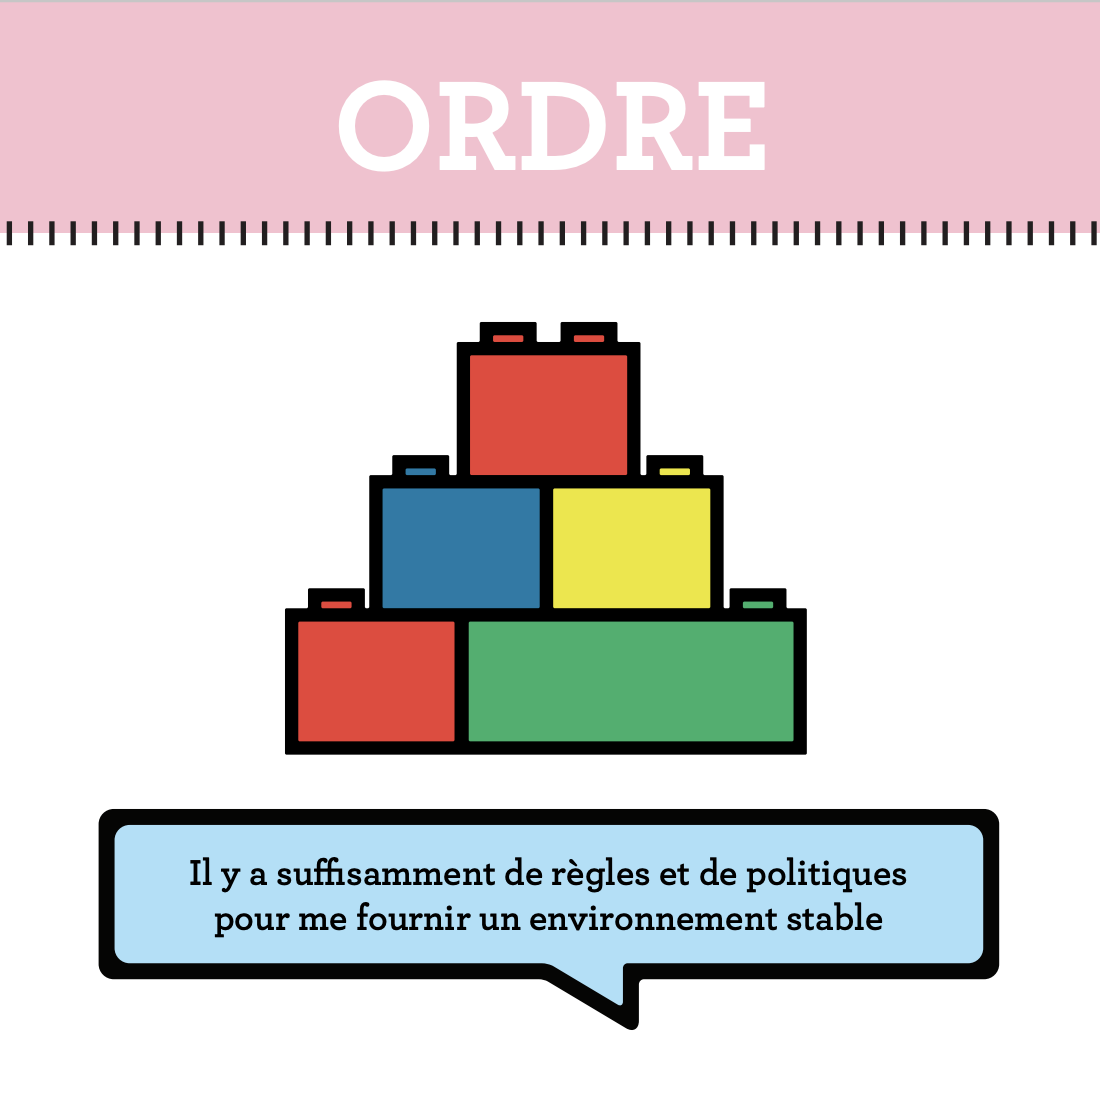 ORDRE
Il y a suffisamment de règles et de politiques
pour me fournir un environnement stable